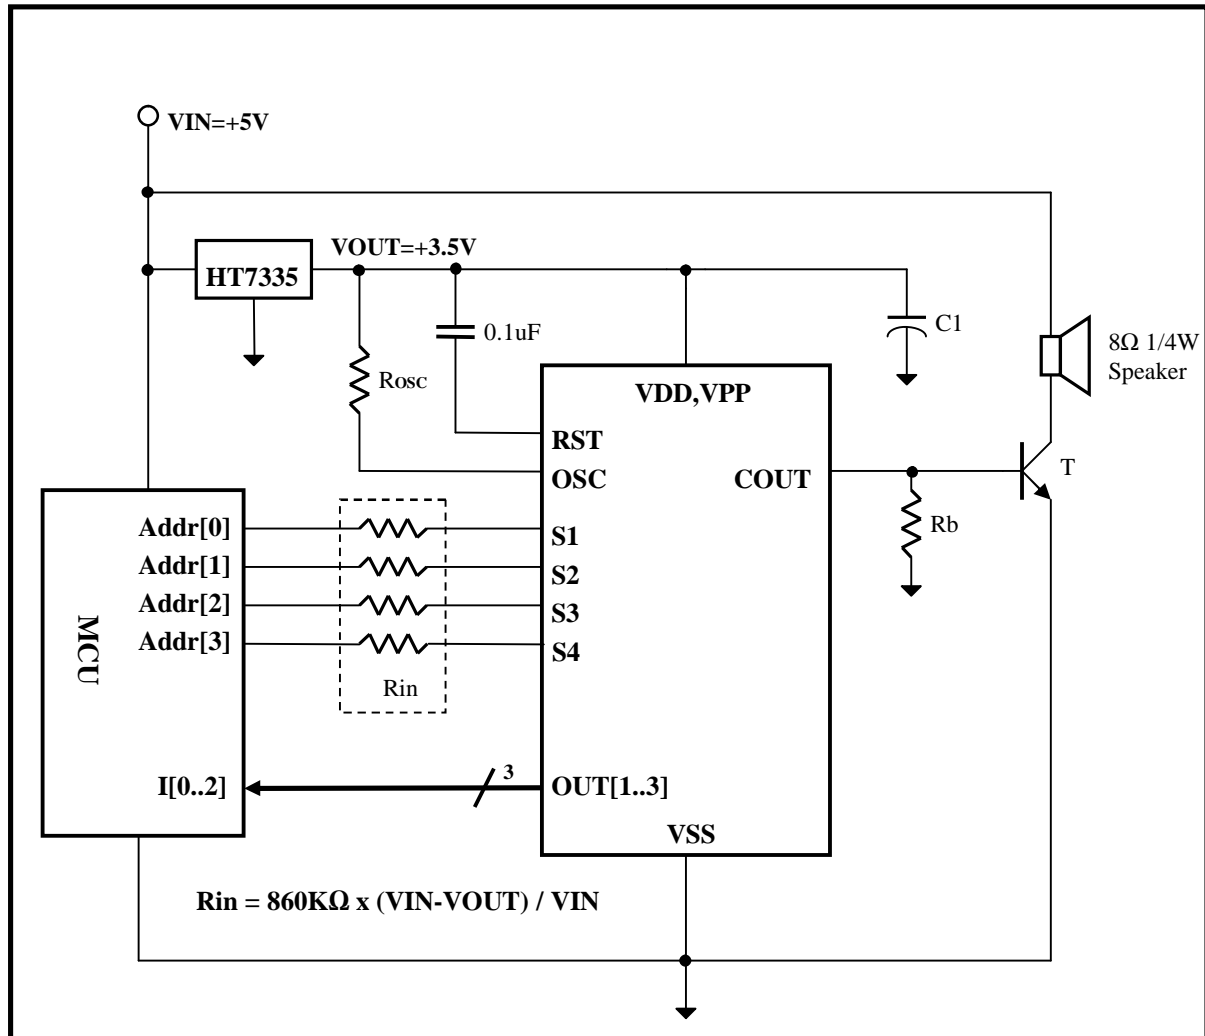 VIN=+5V
VOUT=+3.5V
HT7335
0.1uF
C1
8Ω 1/4W
Speaker
Rosc
VDD,VPP
RST
OSC
COUT
T
Rb
Addr[0]
S1
Addr[1]
S2
Addr[2]
S3
Addr[3]
S4
MCU
Rin
3
I[0..2]
OUT[1..3]
VSS
Rin = 860KΩ x (VIN-VOUT) / VIN